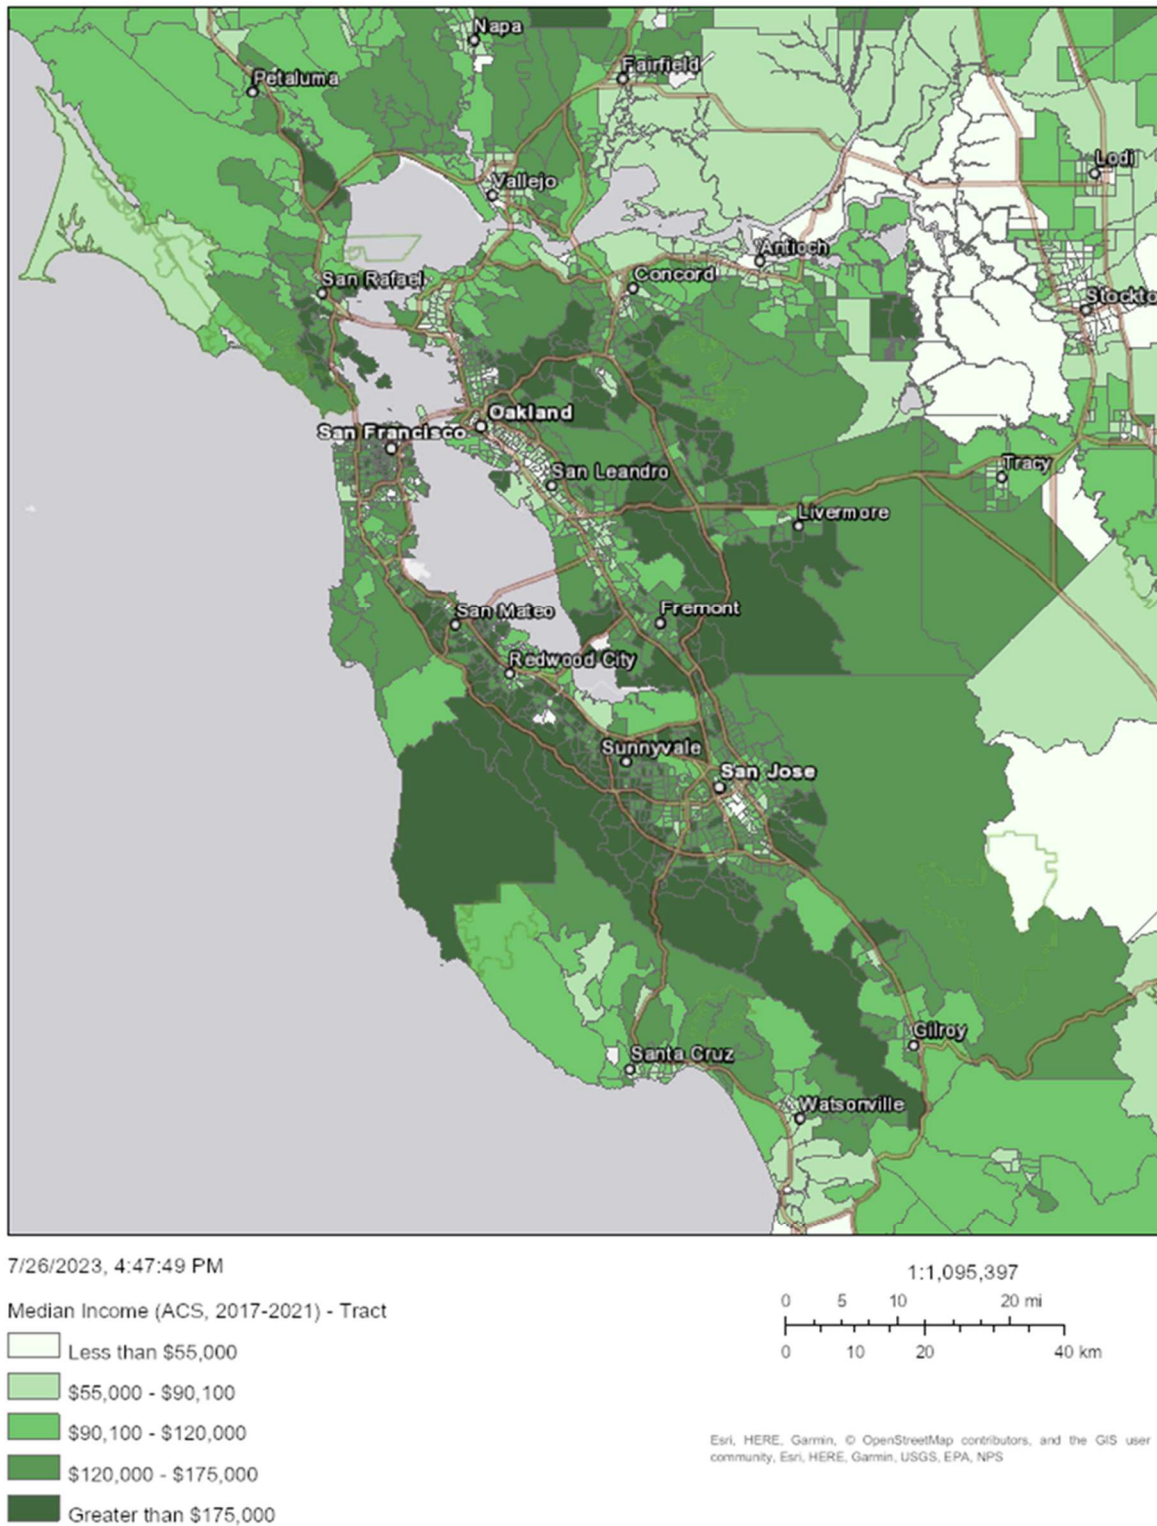 Napa
Fairfield
Petaluma
Lodi
Vallejo
Antioch
San Rafael
Concord
Stockto
Oakland
San Francisco
San Leandro
Tracy
Livermore
San Mateo
Fremont
Redwood City
Sunnyvale
San Jose
Gilroy
Santa Cruz
Watsonville
7/26/2023, 4:47:49 PM
1:1,095,397
0 5 10 20 mi
0 10 20 40 km
Median Income (ACS, 2017-2021) - Tract
Less than $55,000
$55,000 - $90,100
$90,100 - $120,000
$120,000 - $175,000
Greater than $175,000
Esri, HERE, Garmin, © OpenStreetMap contributors, and the GIS user
community, Esri, HERE, Garmin, USGS, EPA, NPS